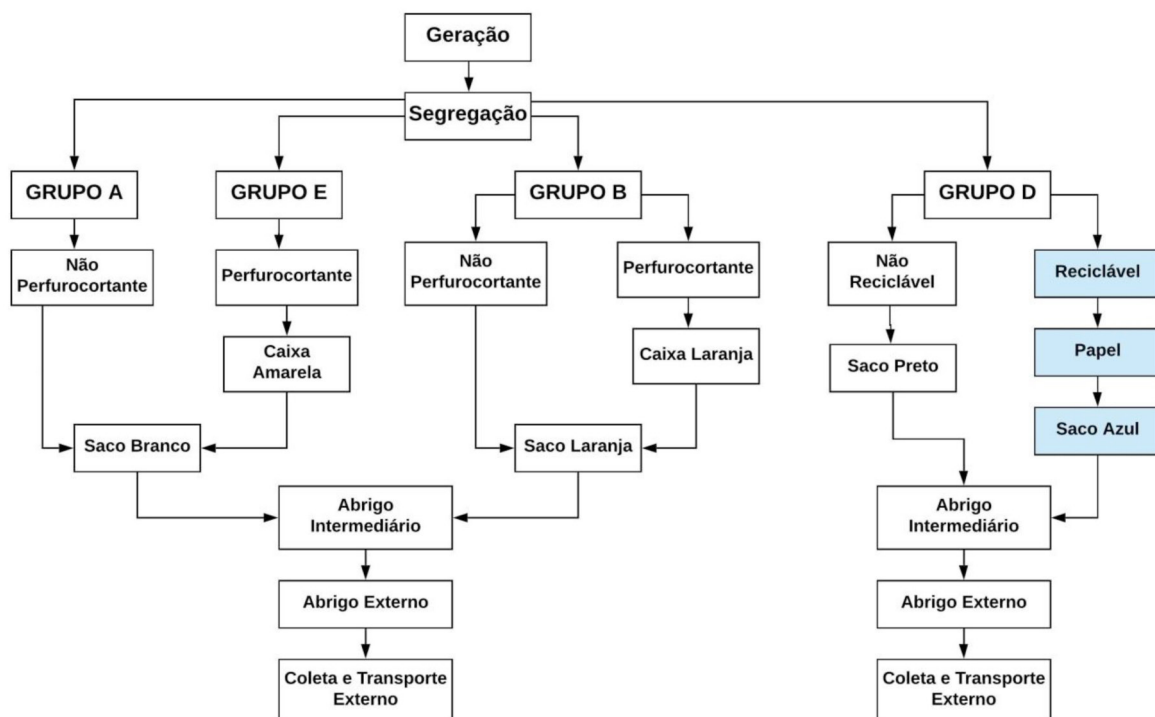 Geração
Segregação
GRUPO A
GRUPO E
GRUPO B
GRUPO D
Não
Perfurocortante
Perfurocortante
Não
Perfurocortante
Perfurocortante
Não
Reciclável
Reciclável
Caixa
Amarela
Caixa Laranja
Saco Preto
Papel
Saco Branco
Saco Laranja
Saco Azul
Abrigo
Intermediário
Abrigo
Intermediário
Abrigo Externo
Abrigo Externo
Coleta e Transporte
Externo
Coleta e Transporte
Externo